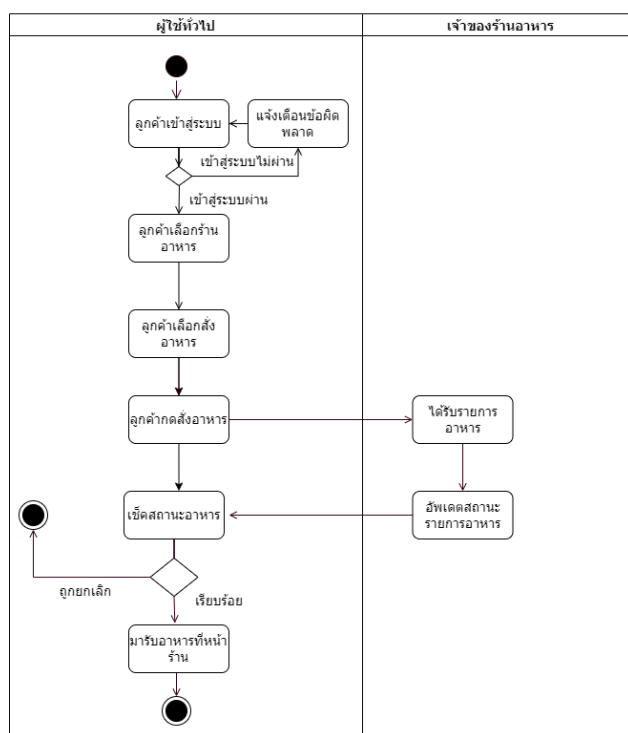 ผู้ใช้ทั่วไป
เจ้าของร้านอาหาร
ลูกค้าเข้าสู่ระบบ
แจ้งเตือนข้อผิด
พลาด
เข้าสู่ระบบไม่ผ่าน
เข้าสู่ระบบผ่าน
ลูกค้าเลือกร้าน
อาหาร
ลูกค้าเลือกสั่ง
อาหาร
ลูกค้ากดสั่งอาหาร
ได้รับรายการ
อาหาร
เช็คสถานะอาหาร
อัพเดตสถานะ
รายการอาหาร
ถูกยกเลิก
เรียบร้อย
มารับอาหารที่หน้า
ร้าน